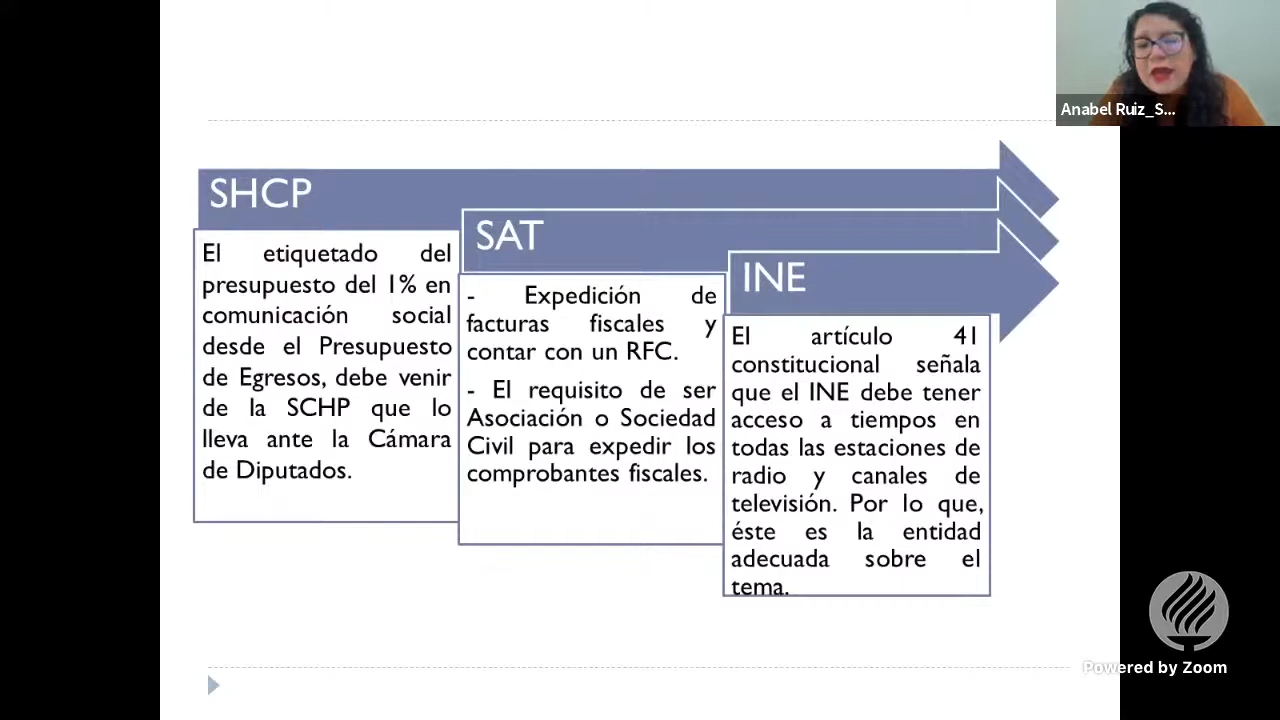 Anabel Ruiz_S...
SHCP
El etiquetado del
presupuesto del 1% en
comunicación social
desde el Presupuesto
de Egresos, debe venir
de la SCHP que lo
lleva ante la Cámara
de Diputados.
SAT
- Expedición de
facturas fiscales y
contar con un RFC.
- El requisito de ser
Asociación o Sociedad
Civil para expedir los
comprobantes fiscales.
INE
El artículo 41
constitucional señala
que el INE debe tener
acceso a tiempos en
todas las estaciones de
radio y canales de
televisión. Por lo que,
éste es la entidad
adecuada sobre el
tema.
Powered by Zoom